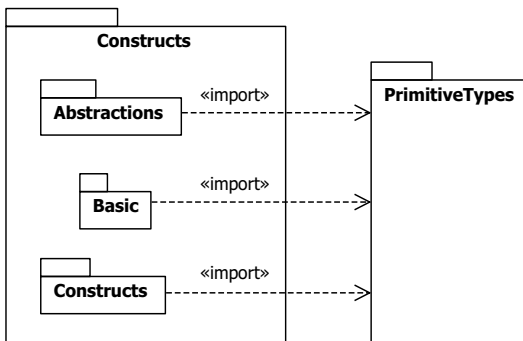 Constructs
PrimitiveTypes
«import»
Abstractions
«import»
Basic
«import»
Constructs